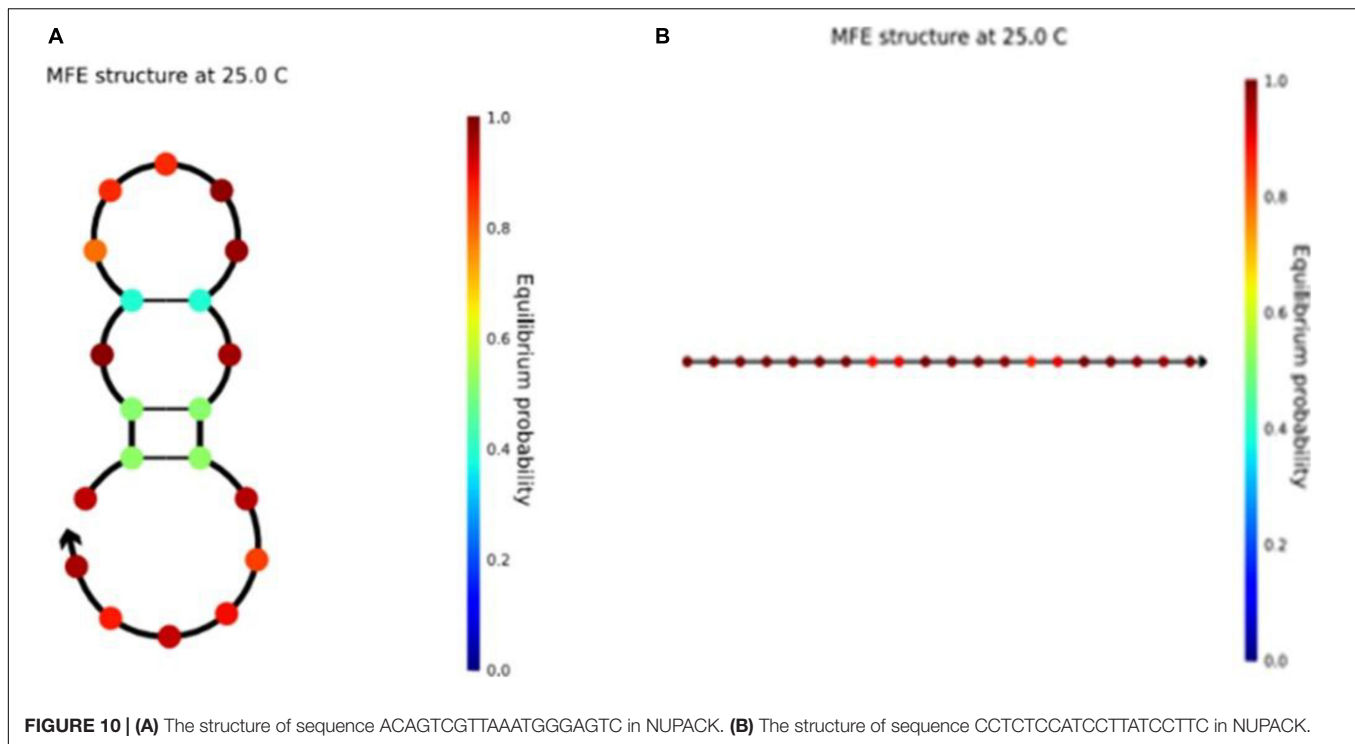 A
MFE structure at 25.0 C
1.0
0.8
0.6
0.4
0.2
0.0
Equilibrium probability
B
MFE structure at 25.0 C
1.0
0.8
0.6
0.4
0.2
0.0
Equilibrium probability
FIGURE 10 | (A) The structure of sequence ACAGTCGTTAAATGGGAGTC in NUPACK. (B) The structure of sequence CCTCTCCATCCTTATCCTTC in NUPACK.